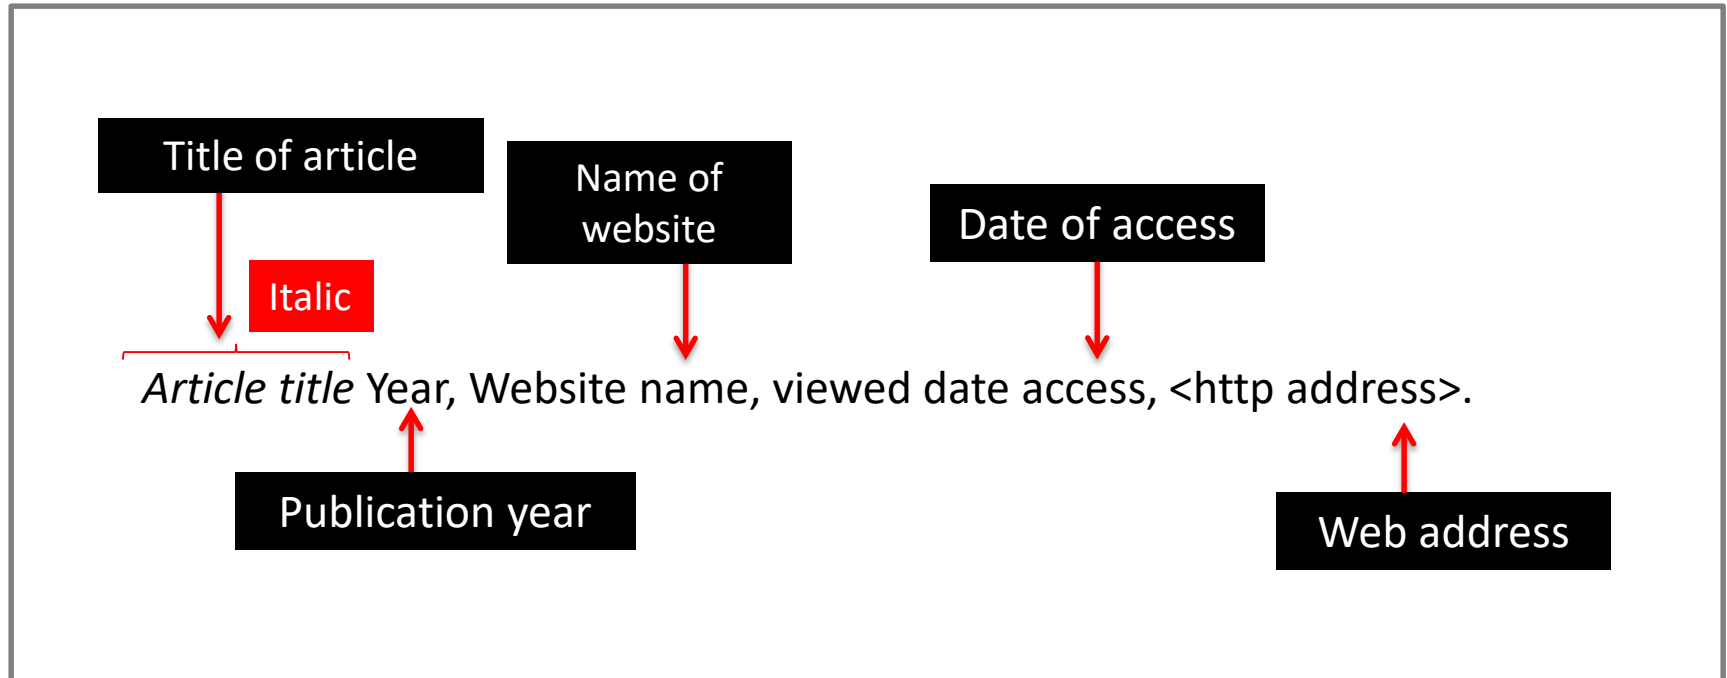 Title of article
Name of
website
Date of access
Italic
Article title Year, Website name, viewed date access, <http address>.
Publication year
Web address